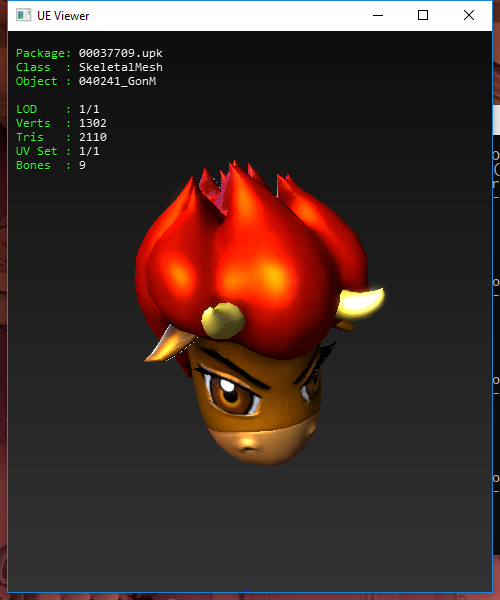 UE Viewer
Package: 00037709.upk
Class : SkeletalMesh
Object : 040241_GonM
LOD : 1/1
Verts : 1302
Tris : 2110
UV Set : 1/1
Bones : 9